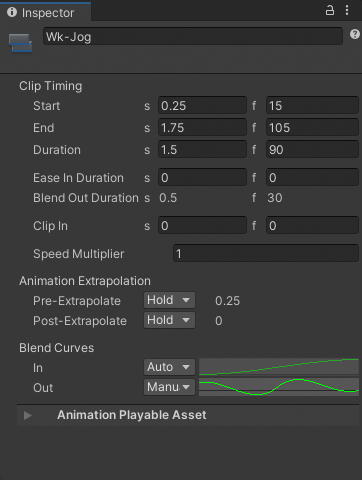 Inspector
Wk-Jog
Clip Timing
Start s 0.25 f 15
End s 1.75 f 105
Duration s 1.5 f 90
Ease In Duration s 0 f 0
Blend Out Duration s 0.5 f 30
Clip In s 0 f 0
Speed Multiplier 1
Animation Extrapolation
Pre-Extrapolate Hold 0.25
Post-Extrapolate Hold 0
Blend Curves
In Auto
Out Manu
Animation Playable Asset